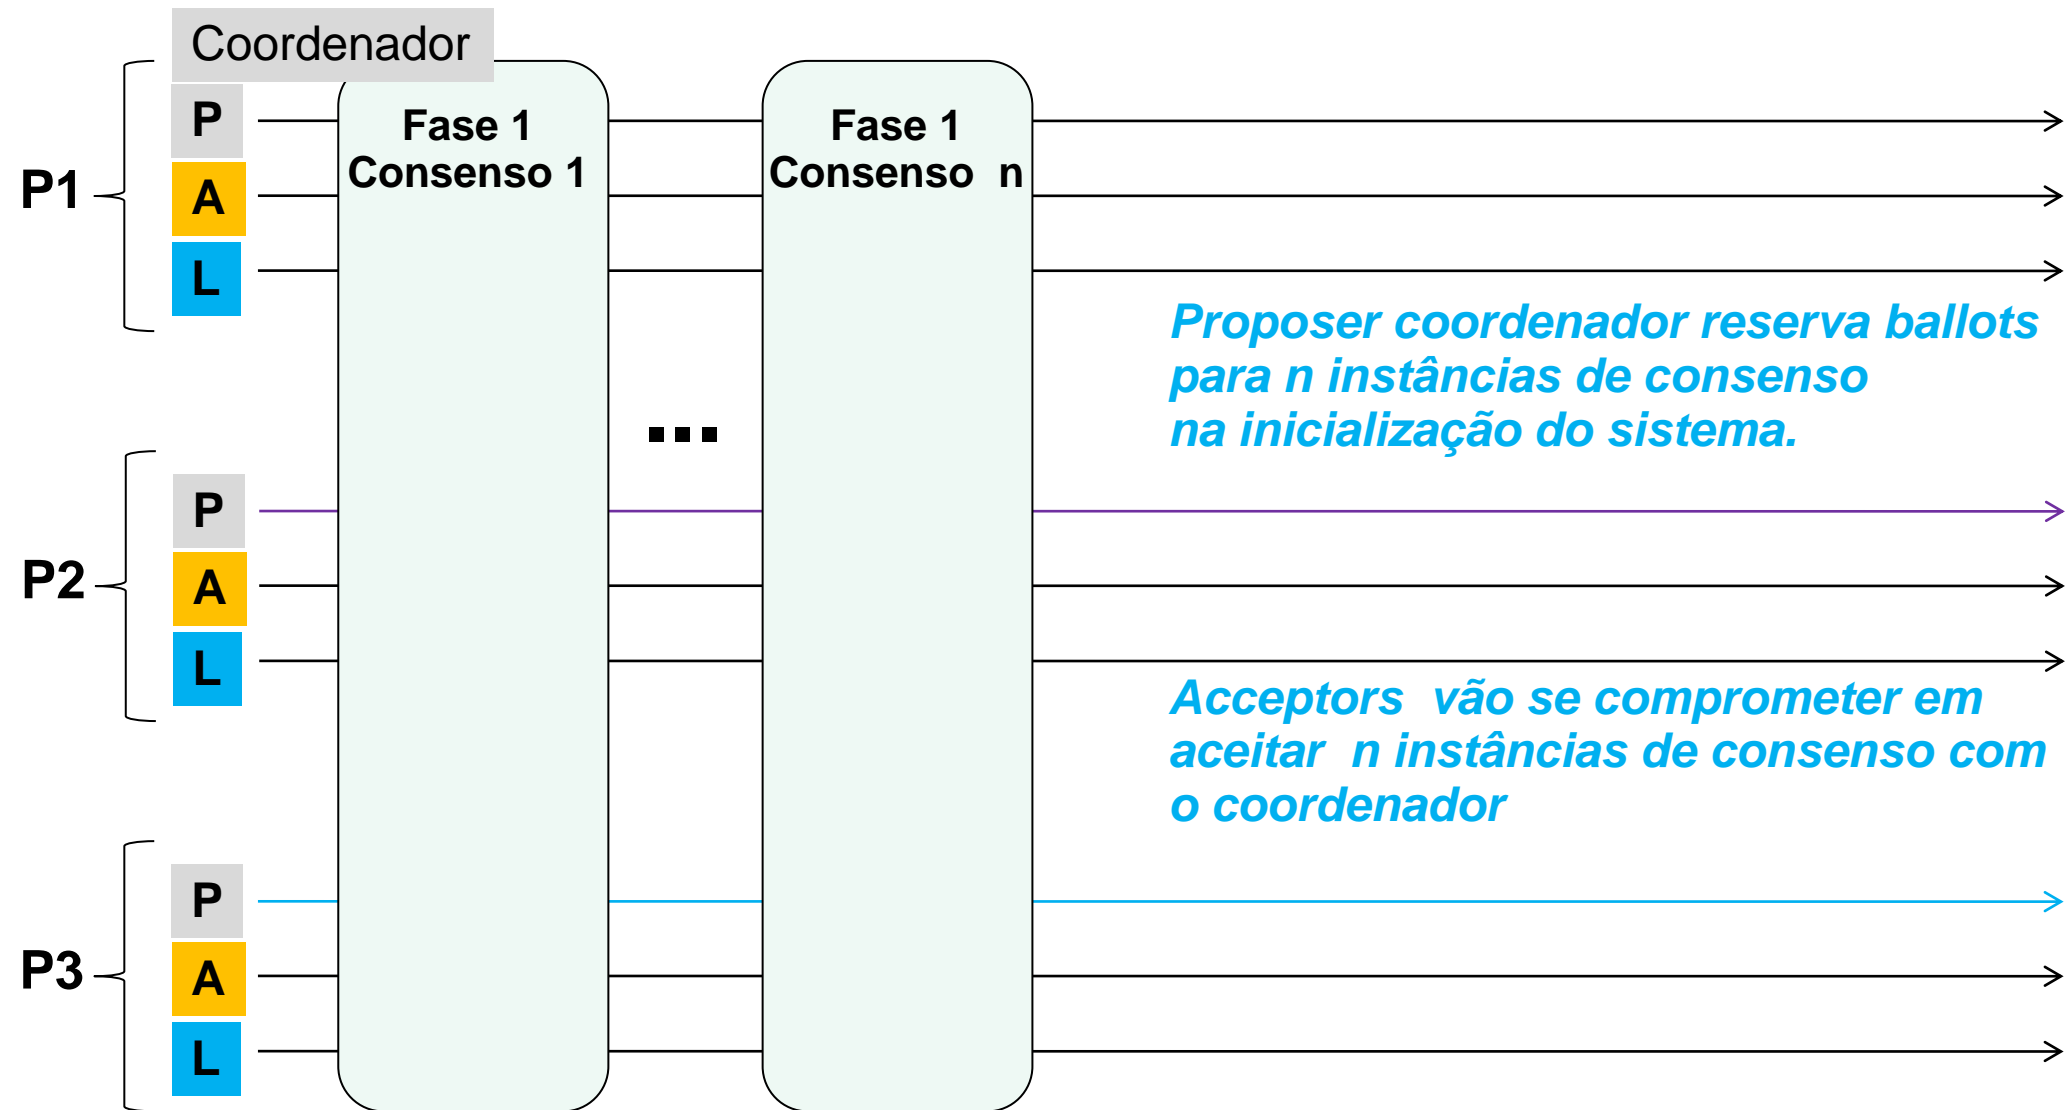 Coordenador
P
A
L
P1
Fase 1
Consenso 1
Fase 1
Consenso n
Proposer coordenador reserva ballots
para n instâncias de consenso
na inicialização do sistema.
...
P
A
L
P2
Acceptors vão se comprometer em
aceitar n instâncias de consenso com
o coordenador
P
A
L
P3